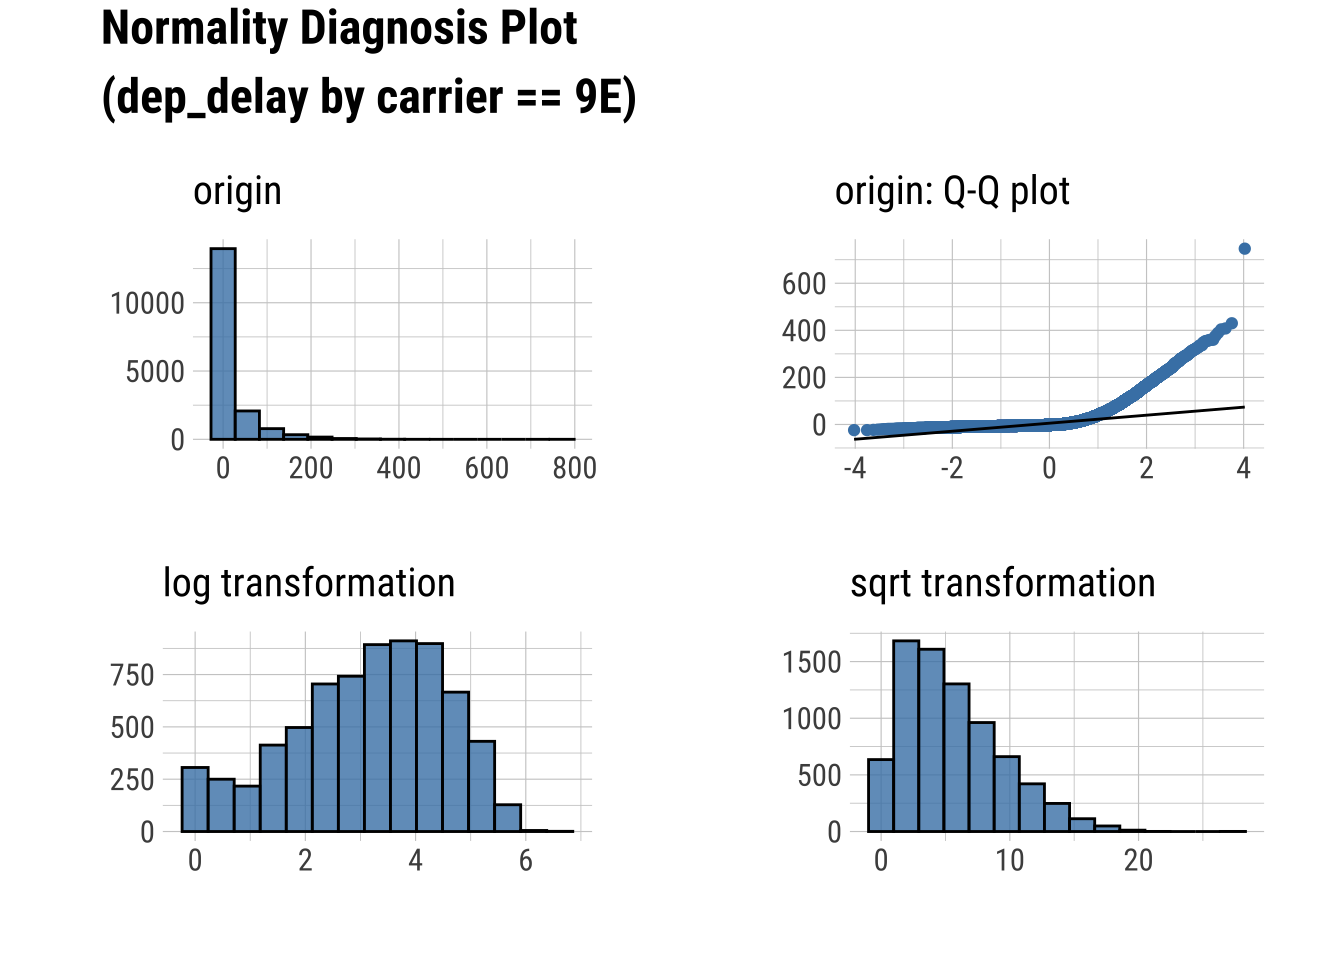 Normality Diagnosis Plot
(dep_delay by carrier == 9E)
origin
10000
5000
0
0 200 400 600 800
origin: Q-Q plot
600
400
200
0
-4 -2 0 2 4
log transformation
750
500
250
0
0 2 4 6
sqrt transformation
1500
1000
500
0
0 10 20